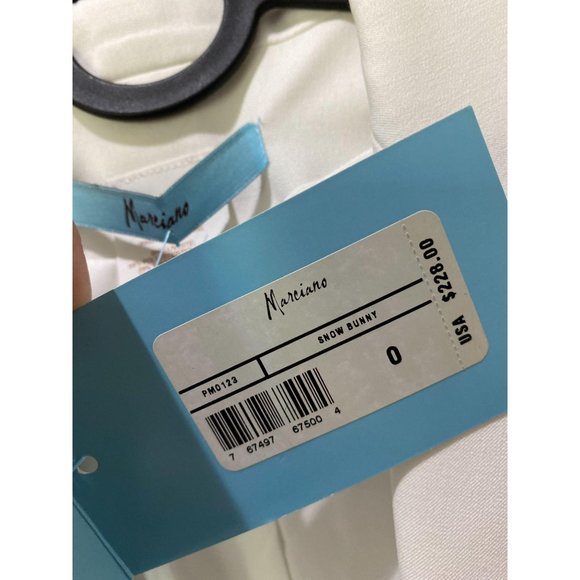 Marciano
Marciano
PM0123
SNOW BUNNY
0
7 67497 67500 4
USA $228.00